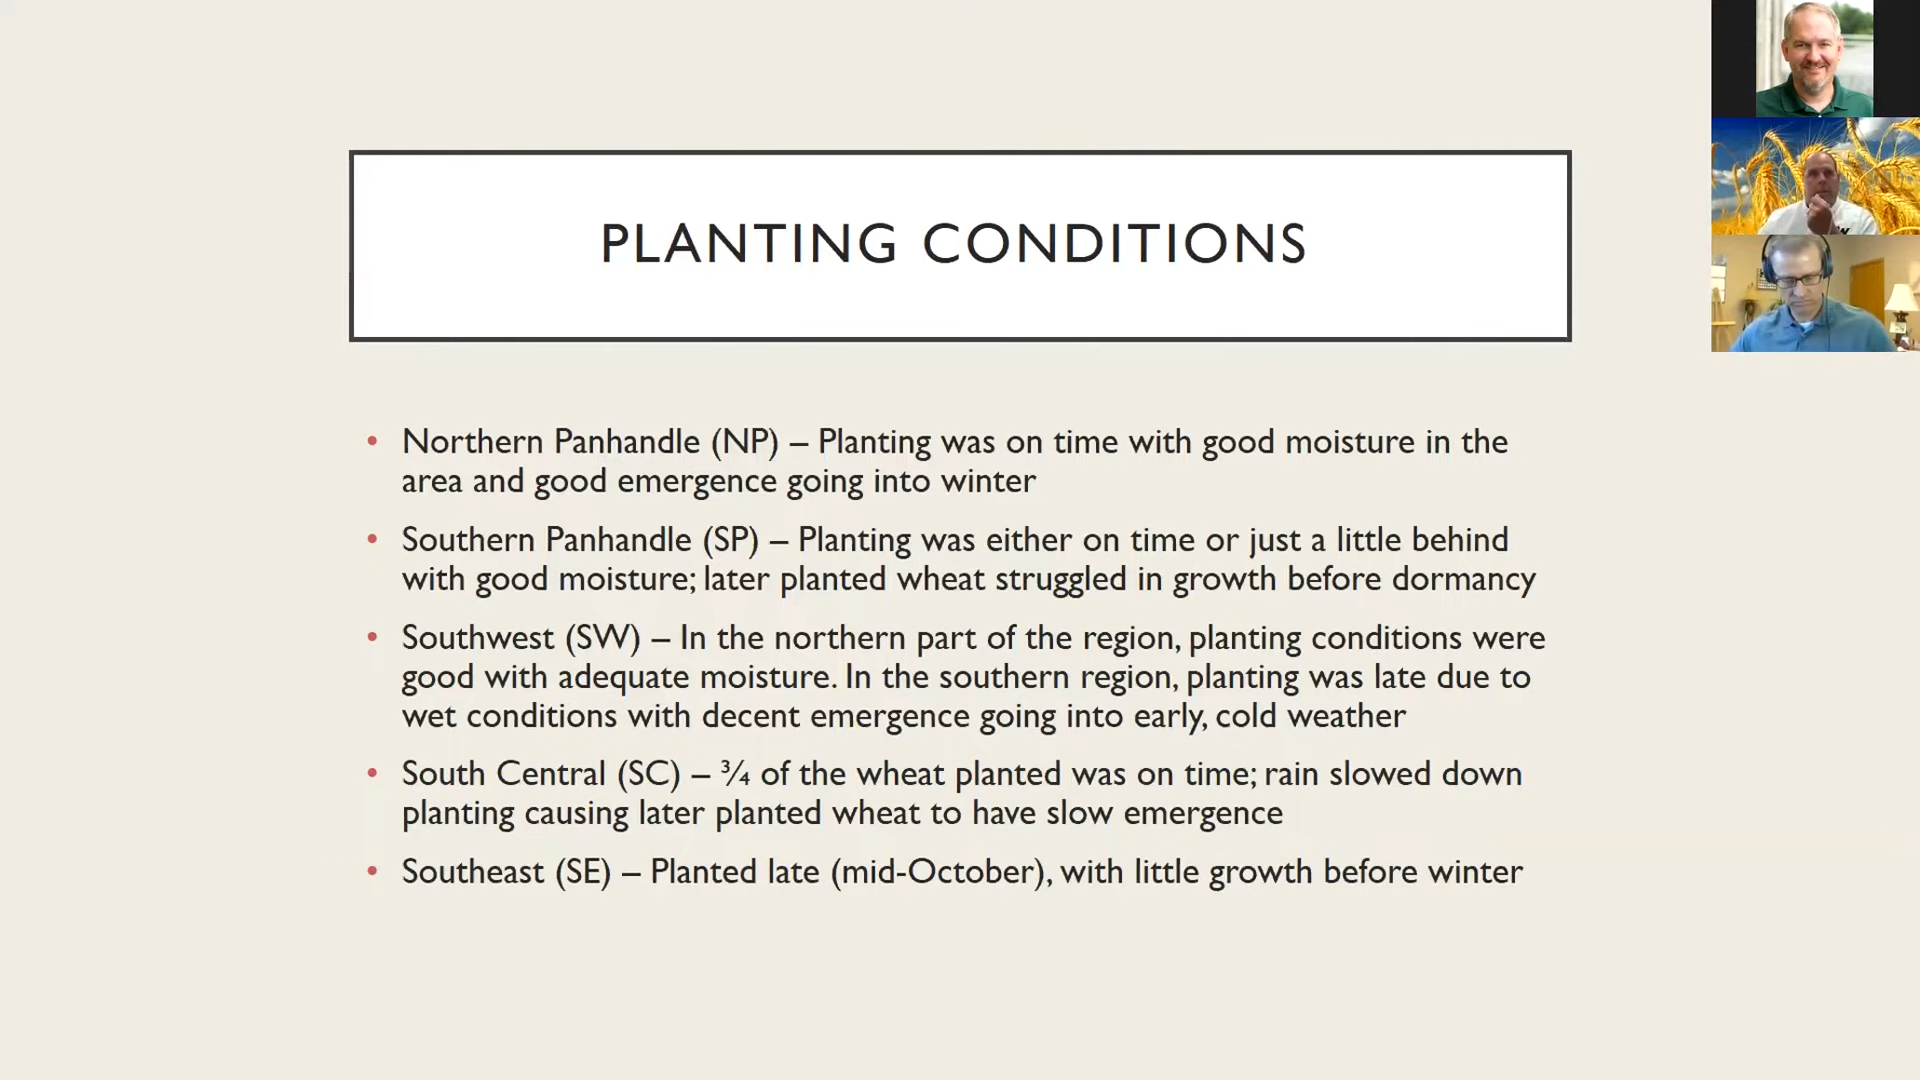 PLANTING CONDITIONS
• Northern Panhandle (NP) – Planting was on time with good moisture in the
area and good emergence going into winter
• Southern Panhandle (SP) – Planting was either on time or just a little behind
with good moisture; later planted wheat struggled in growth before dormancy
• Southwest (SW) – In the northern part of the region, planting conditions were
good with adequate moisture. In the southern region, planting was late due to
wet conditions with decent emergence going into early, cold weather
• South Central (SC) – ¾ of the wheat planted was on time; rain slowed down
planting causing later planted wheat to have slow emergence
• Southeast (SE) – Planted late (mid-October), with little growth before winter